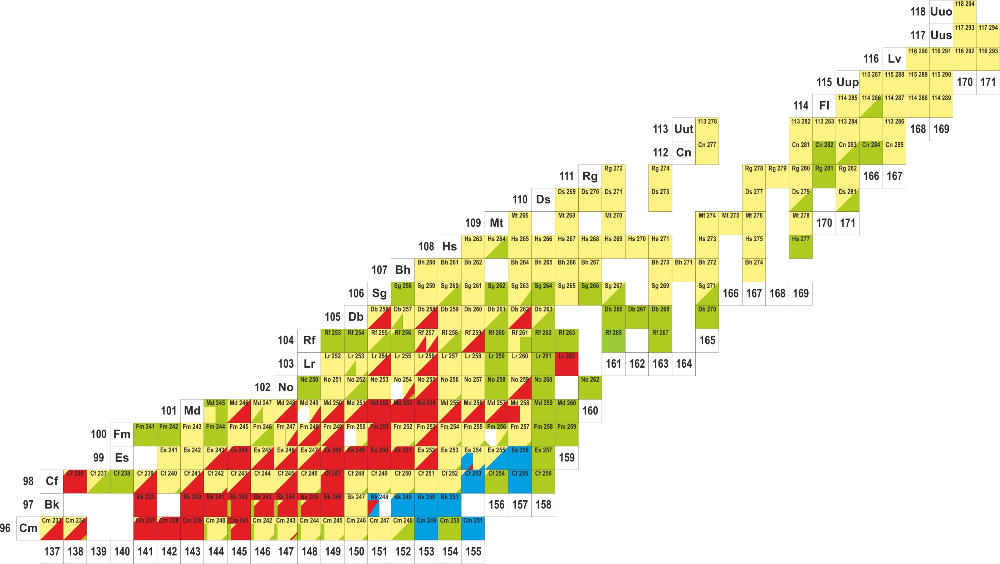 118 Uuo 118 294
117 Uus 117 293 117 294
116 Lv 116 290 116 291 116 292 116 293
115 Uup 115 287 115 288 115 289 115 290 170 171
114 Fl 114 285 114 286 114 287 114 288 114 289
113 Uut 113 278 113 282 113 283 113 284 113 286 168 169
112 Cn Cn 277 Cn 281 Cn 282 Cn 283 Cn 284 Cn 285
111 Rg Rg 272 Rg 274 Rg 278 Rg 279 Rg 280 Rg 281 Rg 282 166 167
110 Ds Ds 269 Ds 270 Ds 271 Ds 273 Ds 277 Ds 279 Ds 281
109 Mt Mt 266 Mt 268 Mt 270 Mt 274 Mt 275 Mt 276 Mt 278 170 171
108 Hs Hs 263 Hs 264 Hs 265 Hs 266 Hs 267 Hs 268 Hs 269 Hs 270 Hs 271 Hs 273 Hs 275 Hs 277
107 Bh Bh 260 Bh 261 Bh 262 Bh 264 Bh 265 Bh 266 Bh 267 Bh 270 Bh 271 Bh 272 Bh 274
106 Sg Sg 258 Sg 259 Sg 260 Sg 261 Sg 262 Sg 263 Sg 264 Sg 265 Sg 266 Sg 267 Sg 269 Sg 271 166 167 168 169
105 Db Db 256 Db 257 Db 258 Db 259 Db 260 Db 261 Db 262 Db 263 Db 266 Db 267 Db 268 Db 270
104 Rf Rf 253 Rf 254 Rf 255 Rf 256 Rf 257 Rf 258 Rf 259 Rf 260 Rf 261 Rf 262 Rf 263 Rf 265 Rf 267 165
103 Lr Lr 252 Lr 253 Lr 254 Lr 255 Lr 256 Lr 257 Lr 258 Lr 259 Lr 260 Lr 261 Lr 262 161 162 163 164
102 No No 250 No 251 No 252 No 253 No 254 No 255 No 256 No 257 No 258 No 259 No 260 No 262
101 Md Md 245 Md 246 Md 247 Md 248 Md 249 Md 250 Md 251 Md 252 Md 253 Md 254 Md 255 Md 256 Md 257 Md 258 Md 259 Md 260 160
100 Fm Fm 241 Fm 242 Fm 243 Fm 244 Fm 245 Fm 246 Fm 247 Fm 248 Fm 249 Fm 250 Fm 251 Fm 252 Fm 253 Fm 254 Fm 255 Fm 256 Fm 257 Fm 258 Fm 259
99 Es Es 241 Es 242 Es 243 Es 244 Es 245 Es 246 Es 247 Es 248 Es 249 Es 250 Es 251 Es 252 Es 253 Es 254 Es 255 Es 256 Es 257 159
98 Cf Cf 236 Cf 237 Cf 238 Cf 239 Cf 240 Cf 241 Cf 242 Cf 243 Cf 244 Cf 245 Cf 246 Cf 247 Cf 248 Cf 249 Cf 250 Cf 251 Cf 252 Cf 253 Cf 254 Cf 255 Cf 256
97 Bk Bk 238 Bk 240 Bk 241 Bk 242 Bk 243 Bk 244 Bk 245 Bk 246 Bk 247 Bk 248 Bk 249 Bk 250 Bk 251 156 157 158
96 Cm Cm 233 Cm 234 Cm 237 Cm 238 Cm 239 Cm 240 Cm 241 Cm 242 Cm 243 Cm 244 Cm 245 Cm 246 Cm 247 Cm 248 Cm 249 Cm 250 Cm 251
137 138 139 140 141 142 143 144 145 146 147 148 149 150 151 152 153 154 155